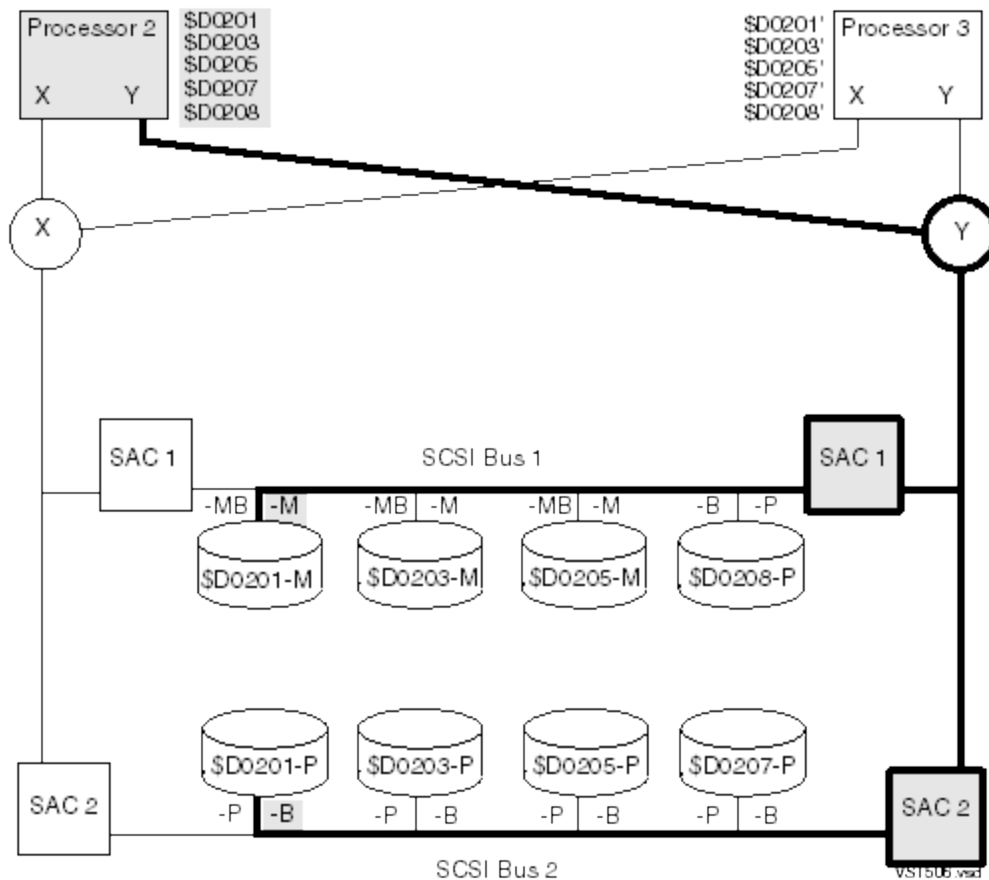 Processor 2
X Y
$D0201
$D0203
$D0205
$D0207
$D0208
$D0201'
$D0203'
$D0205'
$D0207'
$D0208'
Processor 3
X Y
X
Y
SAC 1
SCSI Bus 1
SAC 1
-MB -M -MB -M -MB -M -B -P
$D0201-M $D0203-M $D0205-M $D0208-P
$D0201-P $D0203-P $D0205-P $D0207-P
SAC 2
-P -B -P -B -P -B -P -B
SAC 2
SCSI Bus 2
VST506.vsd